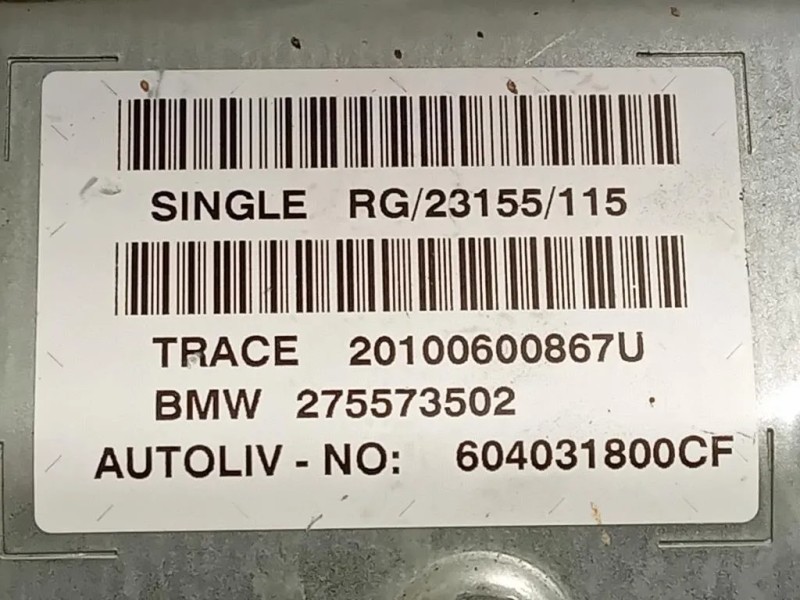 SINGLE RG/23155/115
TRACE 20100600867U
BMW 275573502
AUTOLIV - NO: 604031800CF